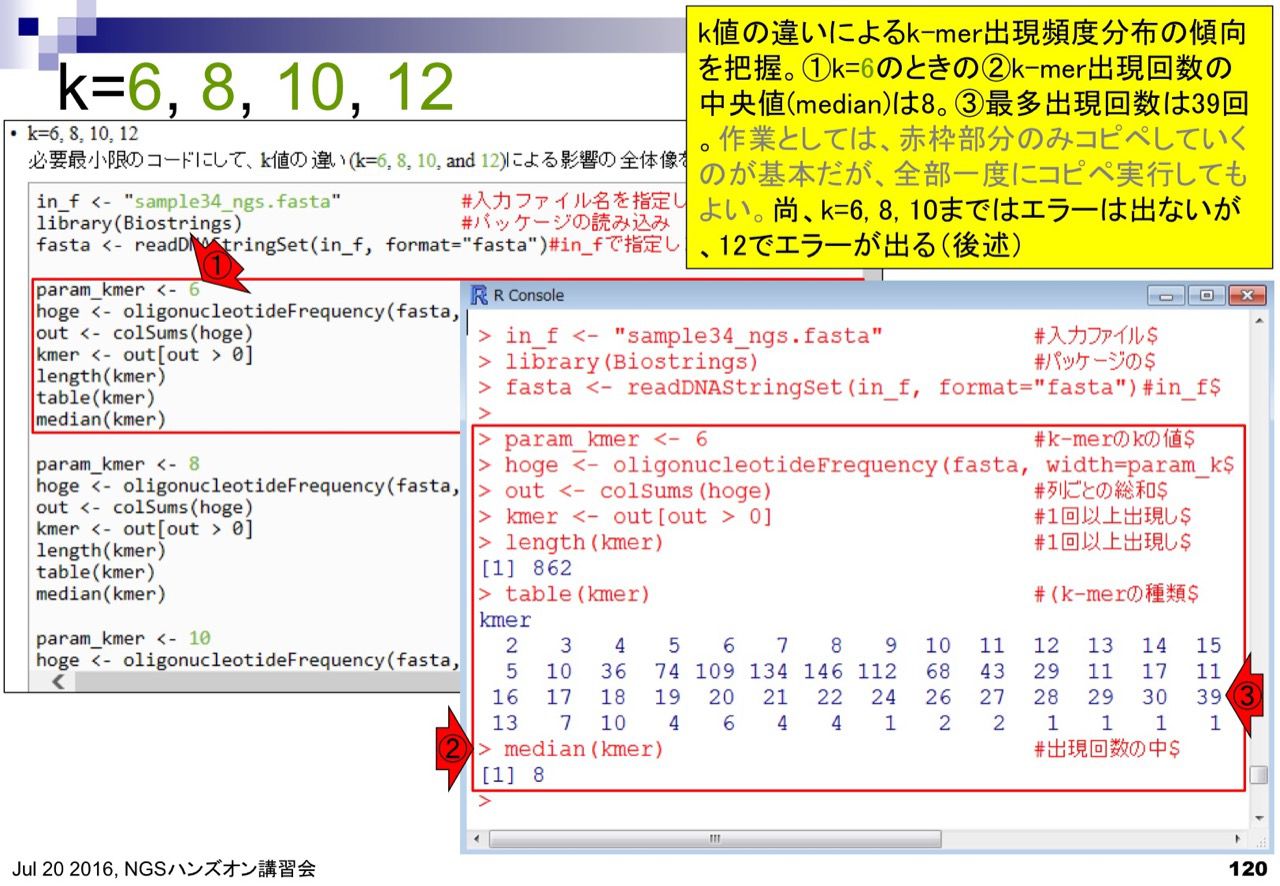 k=6, 8, 10, 12
k値の違いによるk-mer出現頻度分布の傾向
を把握。①k=6のときの②k-mer出現回数の
中央値(median)は8。③最多出現回数は39回
。作業としては、赤枠部分のみコピペしていく
のが基本だが、全部一度にコピペ実行しても
よい。尚、k=6, 8, 10まではエラーは出ないが
、12でエラーが出る（後述）
• k=6, 8, 10, 12
必要最小限のコードにして、k値の違い(k=6, 8, 10, and 12)による影響の全体像を
in_f <- "sample34_ngs.fasta" #入力ファイル名を指定し
library(Biostrings) #パッケージの読み込み
fasta <- readDNAStringSet(in_f, format="fasta")#in_fで指定し
①
param_kmer <- 6
hoge <- oligonucleotideFrequency(fasta,
out <- colSums(hoge)
kmer <- out[out > 0]
length(kmer)
table(kmer)
median(kmer)
param_kmer <- 8
hoge <- oligonucleotideFrequency(fasta,
out <- colSums(hoge)
kmer <- out[out > 0]
length(kmer)
table(kmer)
median(kmer)
param_kmer <- 10
hoge <- oligonucleotideFrequency(fasta,
R Console
> in_f <- "sample34_ngs.fasta" #入力ファイル$
> library(Biostrings) #パッケージの$
> fasta <- readDNAStringSet(in_f, format="fasta")#in_f$
>
> param_kmer <- 6 #k-merのkの値$
> hoge <- oligonucleotideFrequency(fasta, width=param_k$
> out <- colSums(hoge) #列ごとの総和$
> kmer <- out[out > 0] #1回以上出現し$
> length(kmer) #1回以上出現し$
[1] 862
> table(kmer) #(k-merの種類$
kmer
2 3 4 5 6 7 8 9 10 11 12 13 14 15
5 10 36 74 109 134 146 112 68 43 29 11 17 11
16 17 18 19 20 21 22 24 26 27 28 29 30 39
13 7 10 4 6 4 4 1 2 2 1 1 1 1
③
②
> median(kmer) #出現回数の中$
[1] 8
>
Jul 20 2016, NGSハンズオン講習会
120